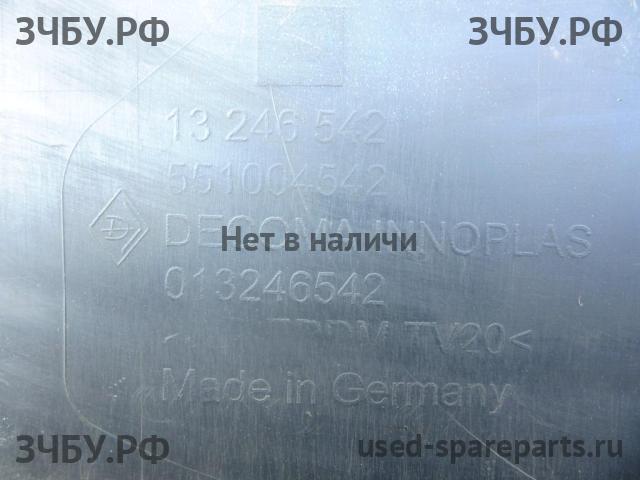 ЗЧБУ.РФ ЗЧБУ.РФ
13 246 542
551004542
DECOMA INNOPLAS
Нет в наличи
013246542
TV20<
Made in Germany
ЗЧБУ.РФ used-spareparts.ru